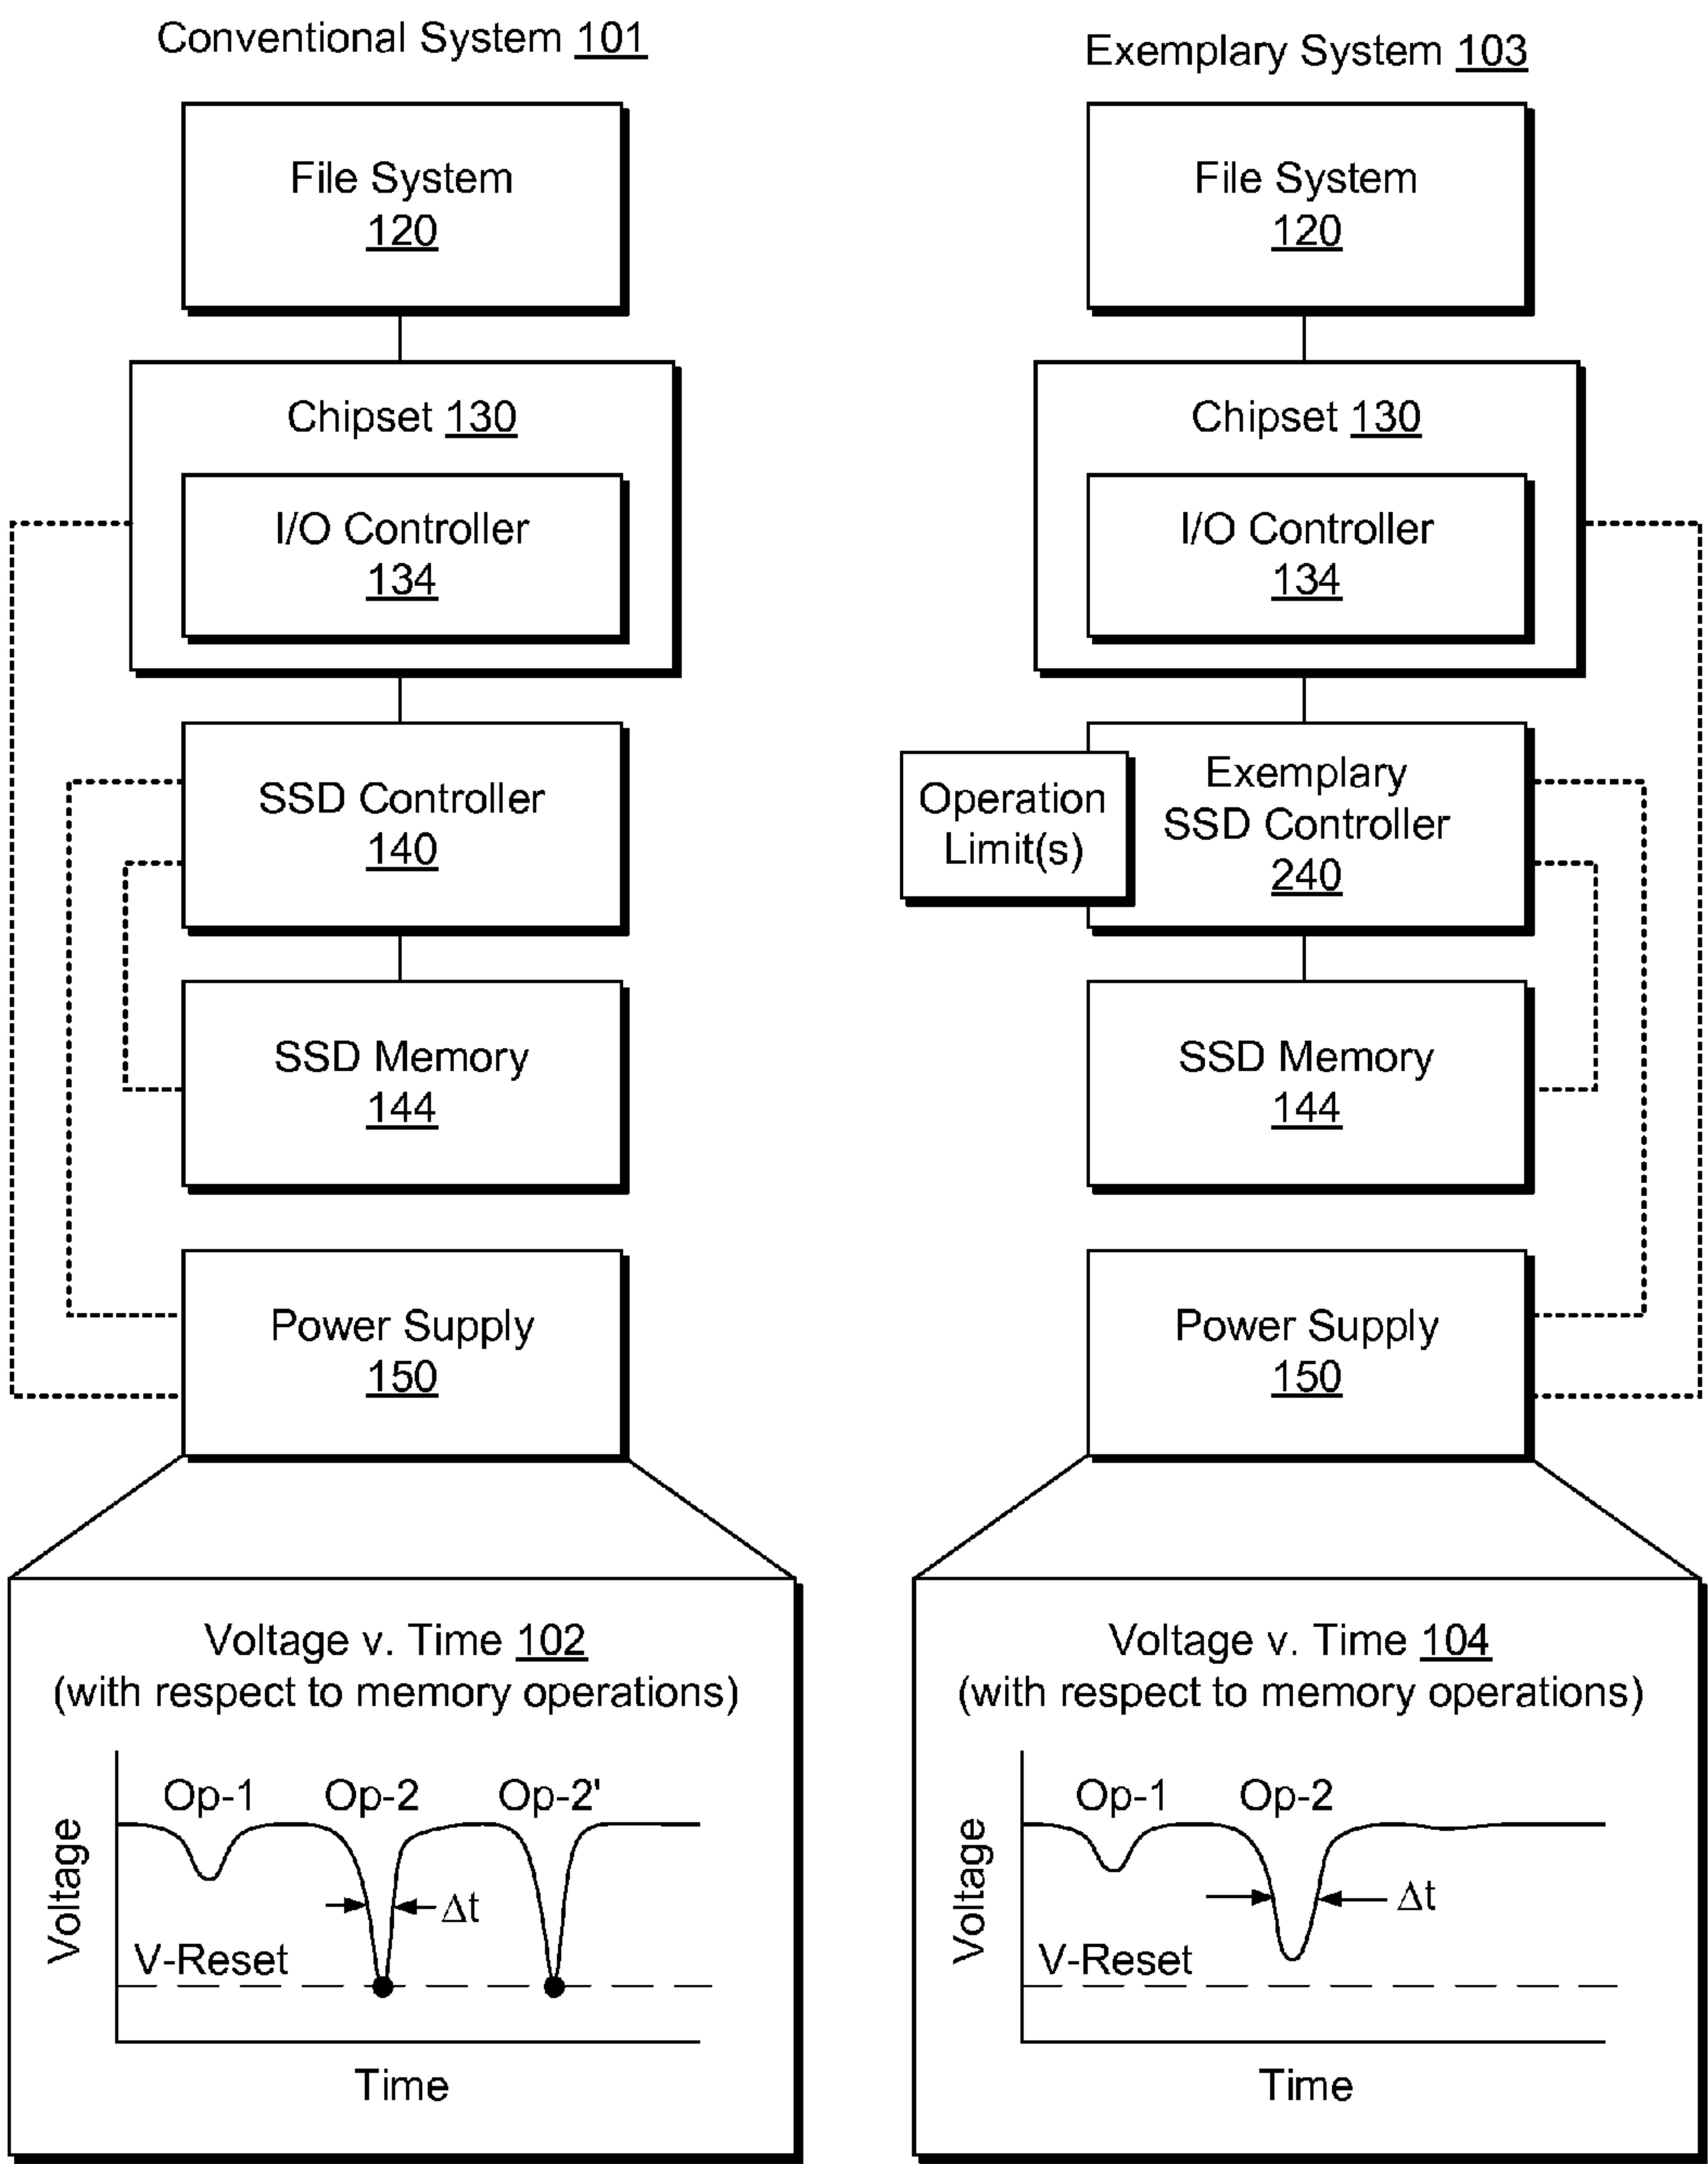 Conventional System 101
File System
120
Chipset 130
I/O Controller
134
SSD Controller
140
SSD Memory
144
Power Supply
150
Voltage v. Time 102
(with respect to memory operations)
Op-1 Op-2 Op-2'
Δt
V-Reset
Voltage
Time
Exemplary System 103
File System
120
Chipset 130
I/O Controller
134
Operation
Limit(s)
Exemplary
SSD Controller
240
SSD Memory
144
Power Supply
150
Voltage v. Time 104
(with respect to memory operations)
Op-1 Op-2
Δt
V-Reset
Voltage
Time